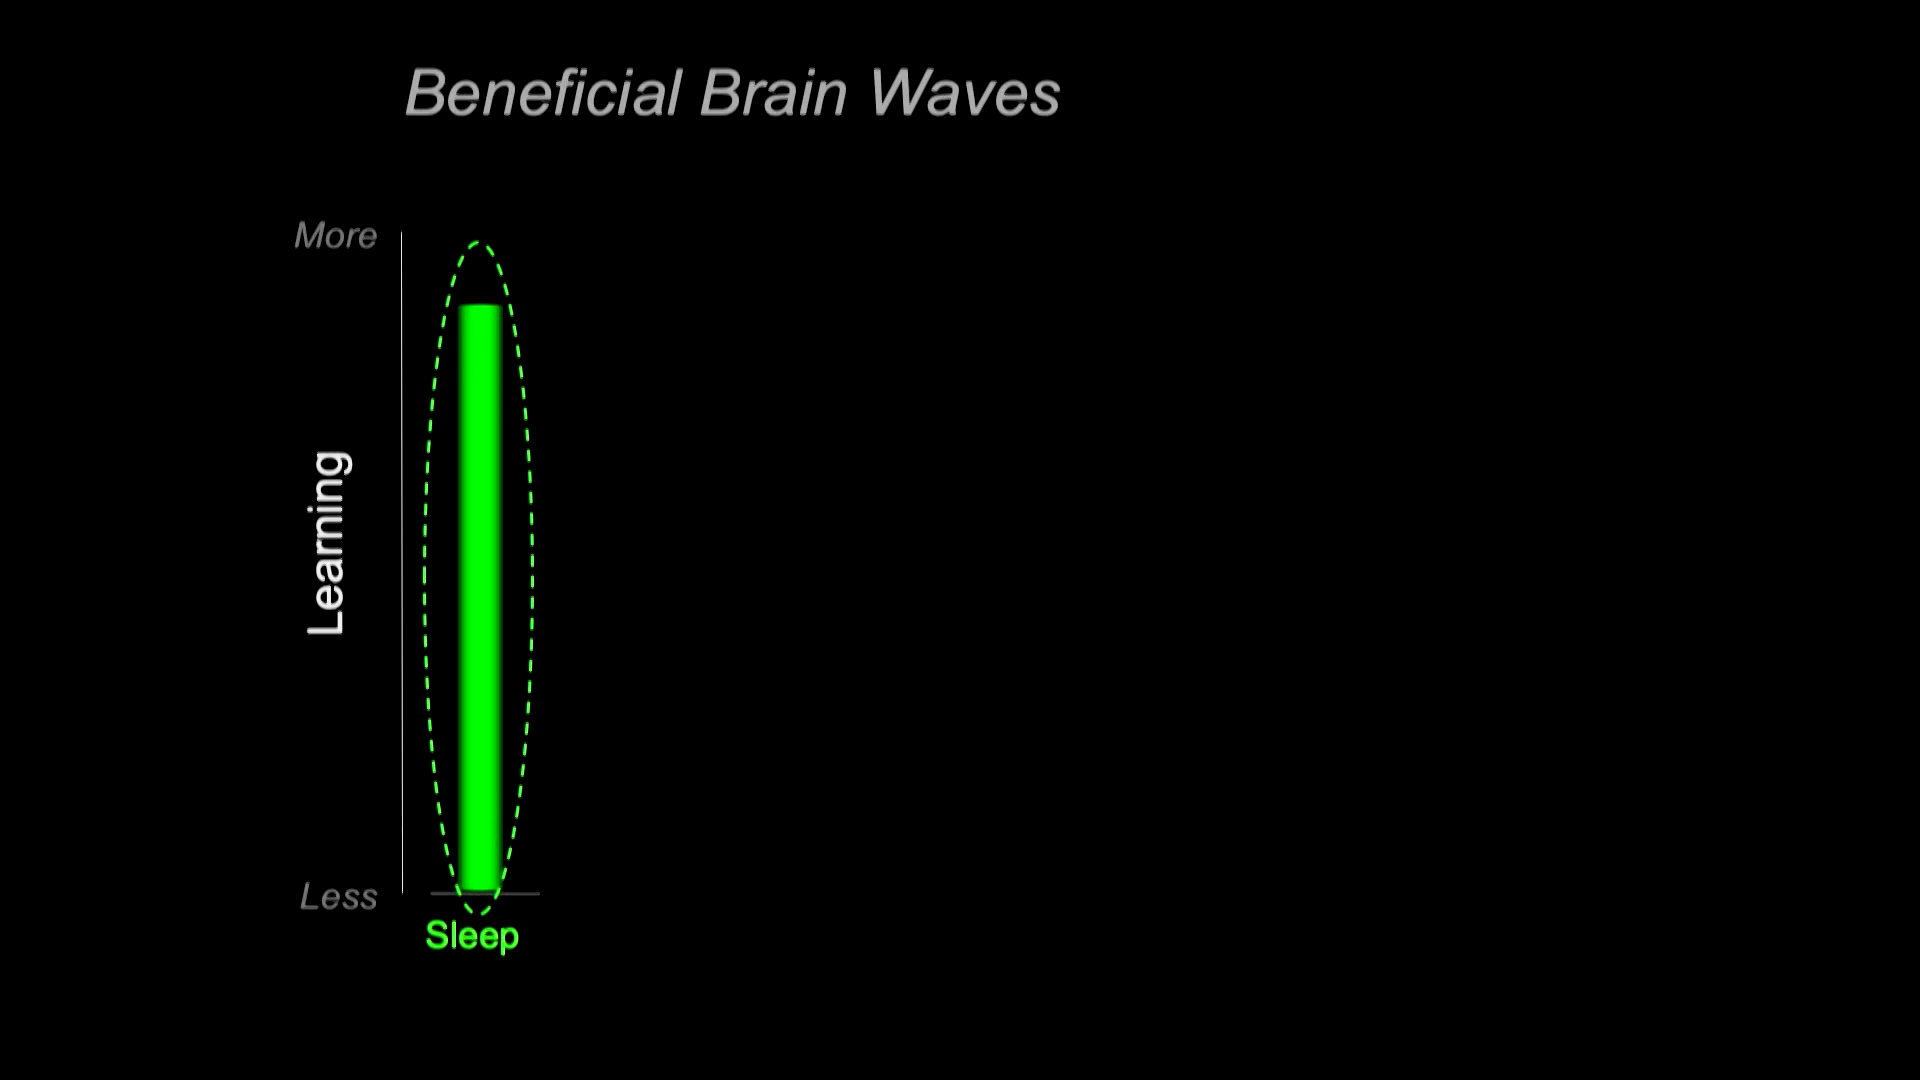 Beneficial Brain Waves
More
Learning
Less
Sleep